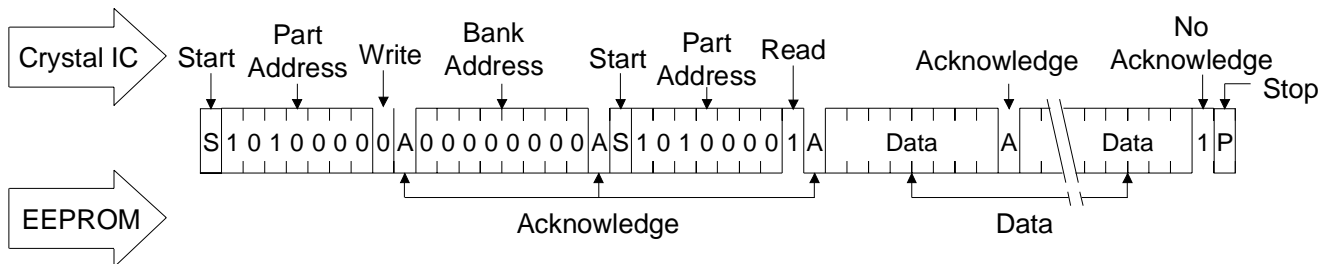 Crystal IC
Start
Part
Address
Write
Bank
Address
Start
Part
Address
Read
Acknowledge
No
Acknowledge
Stop
S 1 0 1 0 0 0 0 0 A 0 0 0 0 0 0 0 0 A S 1 0 1 0 0 0 0 1 A Data A Data 1 P
EEPROM
Acknowledge
Data